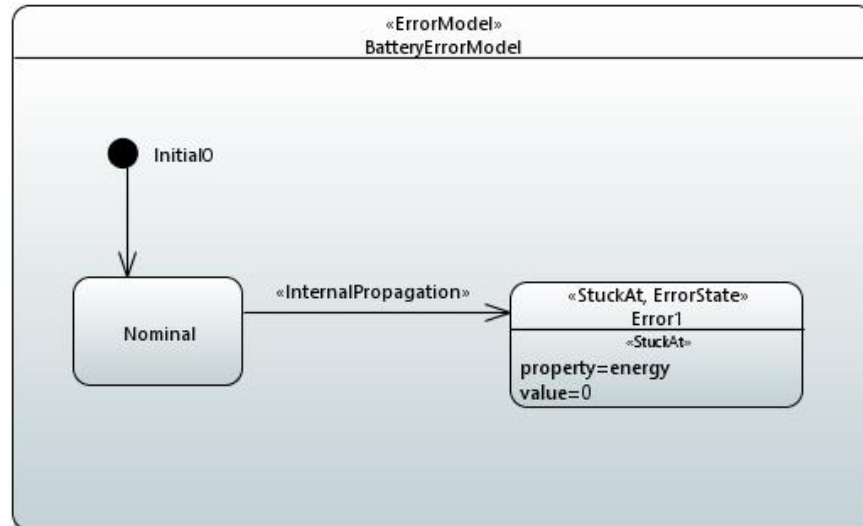 «ErrorModel»
BatteryErrorModel
Initial0
«InternalPropagation»
Nominal
«StuckAt, ErrorState»
Error1
«StuckAt»
property=energy
value=0